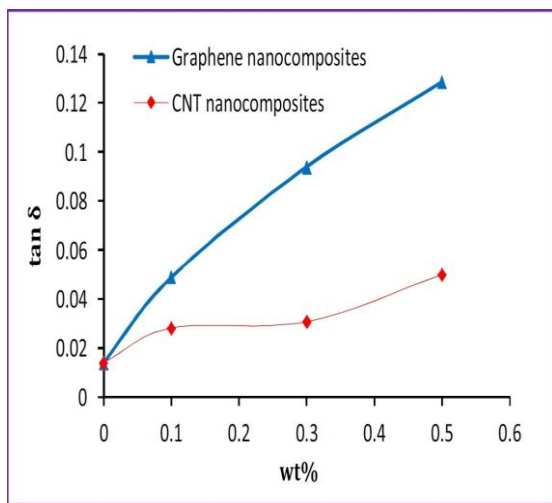 0.14
0.12
0.1
0.08
0.06
0.04
0.02
0
tan δ
Graphene nanocomposites
CNT nanocomposites
0 0.1 0.2 0.3 0.4 0.5 0.6
wt%